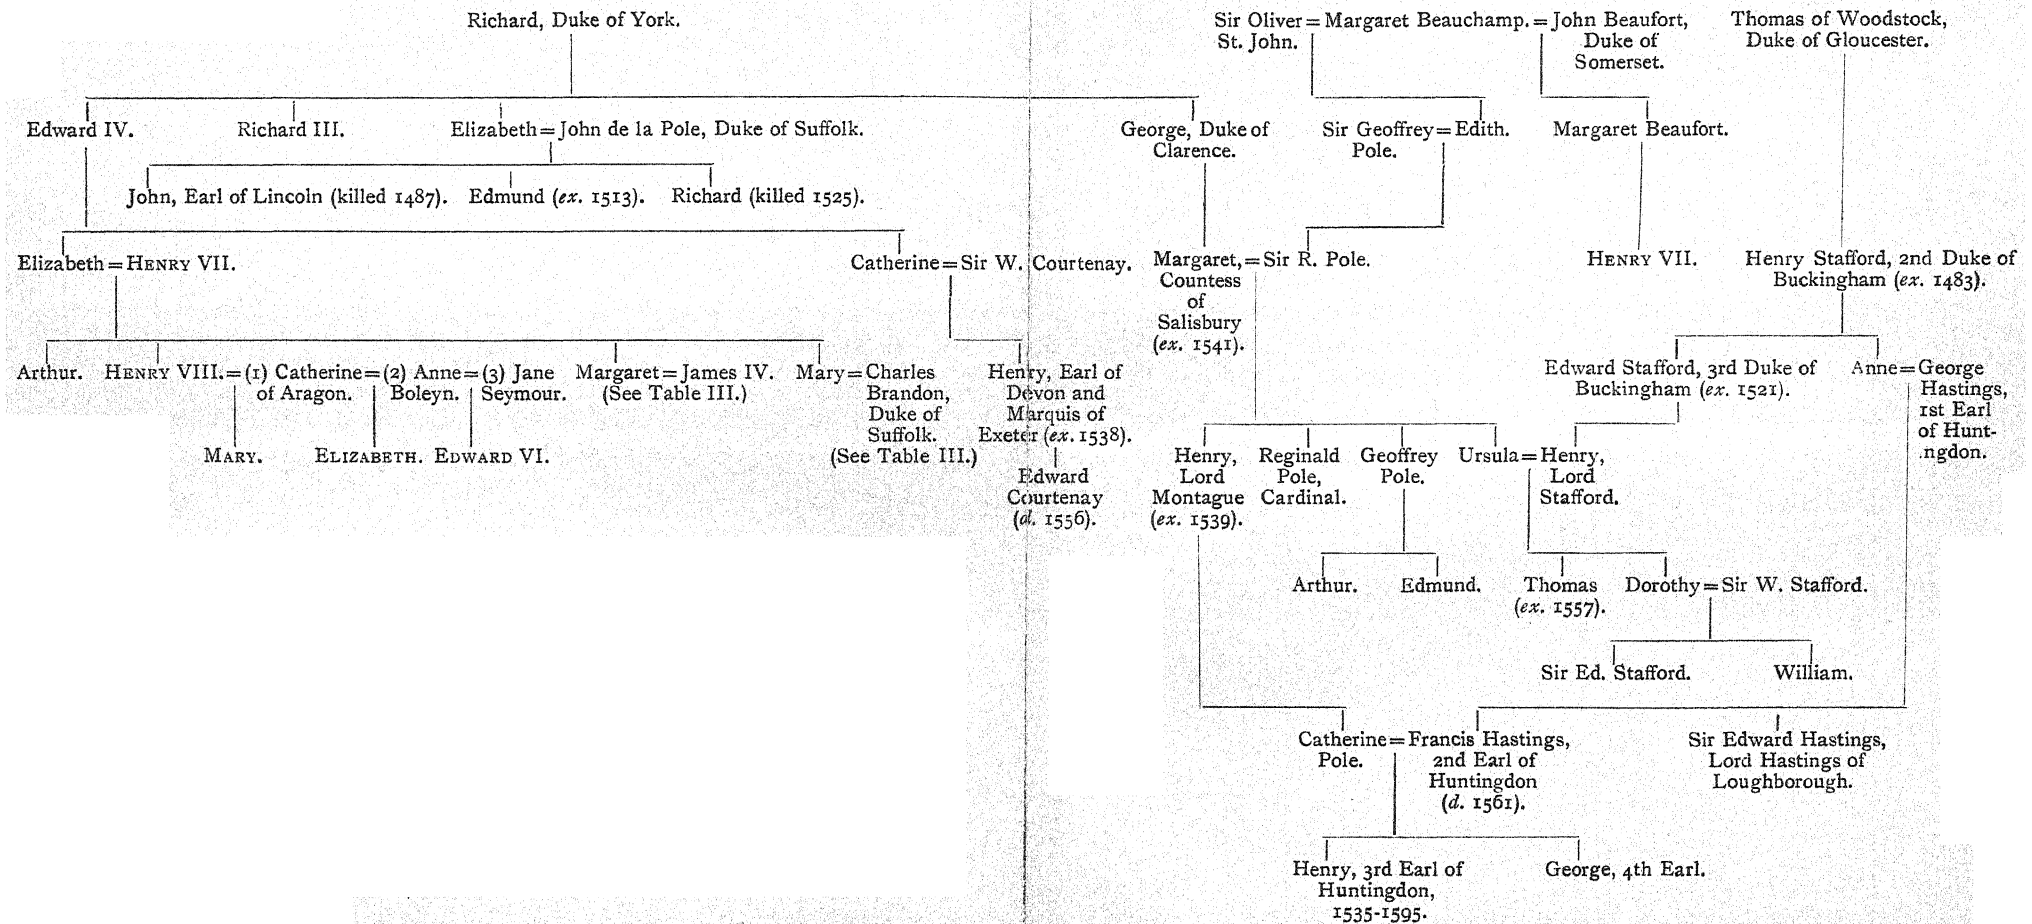 Richard, Duke of York.
Sir Oliver = Margaret Beauchamp. = John Beaufort,
St. John.
Duke of
Somerset.
Thomas of Woodstock,
Duke of Gloucester.
Edward IV.
Richard III.
Elizabeth = John de la Pole, Duke of Suffolk.
George, Duke of
Clarence.
Sir Geoffrey = Edith.
Pole.
Margaret Beaufort.
John, Earl of Lincoln (killed 1487).
Edmund (ex. 1513).
Richard (killed 1525).
Elizabeth = HENRY VII.
Catherine = Sir W. Courtenay.
Margaret, = Sir R. Pole.
Countess
of
Salisbury
(ex. 1541).
HENRY VII.
Henry Stafford, 2nd Duke of
Buckingham (ex. 1483).
Arthur.
HENRY VIII. = (1) Catherine = (2) Anne = (3) Jane
of Aragon.
Boleyn.
Seymour.
Margaret = James IV.
(See Table III.)
Mary = Charles
Brandon,
Duke of
Suffolk.
(See Table III.)
Henry, Earl of
Devon and
Marquis of
Exeter (ex. 1538).
Edward Stafford, 3rd Duke of
Buckingham (ex. 1521).
Anne = George
Hastings,
1st Earl
of Hunt-
ngdon.
MARY.
ELIZABETH.
EDWARD VI.
Edward
Courtenay
(d. 1556).
Henry,
Lord
Montague
(ex. 1539).
Reginald
Pole,
Cardinal.
Geoffrey
Pole.
Ursula = Henry,
Lord
Stafford.
Arthur.
Edmund.
Thomas
(ex. 1557).
Dorothy = Sir W. Stafford.
Sir Ed. Stafford.
William.
Catherine = Francis Hastings,
Pole.
2nd Earl of
Huntingdon
(d. 1561).
Sir Edward Hastings,
Lord Hastings of
Loughborough.
Henry, 3rd Earl of
Huntingdon,
1535-1595.
George, 4th Earl.